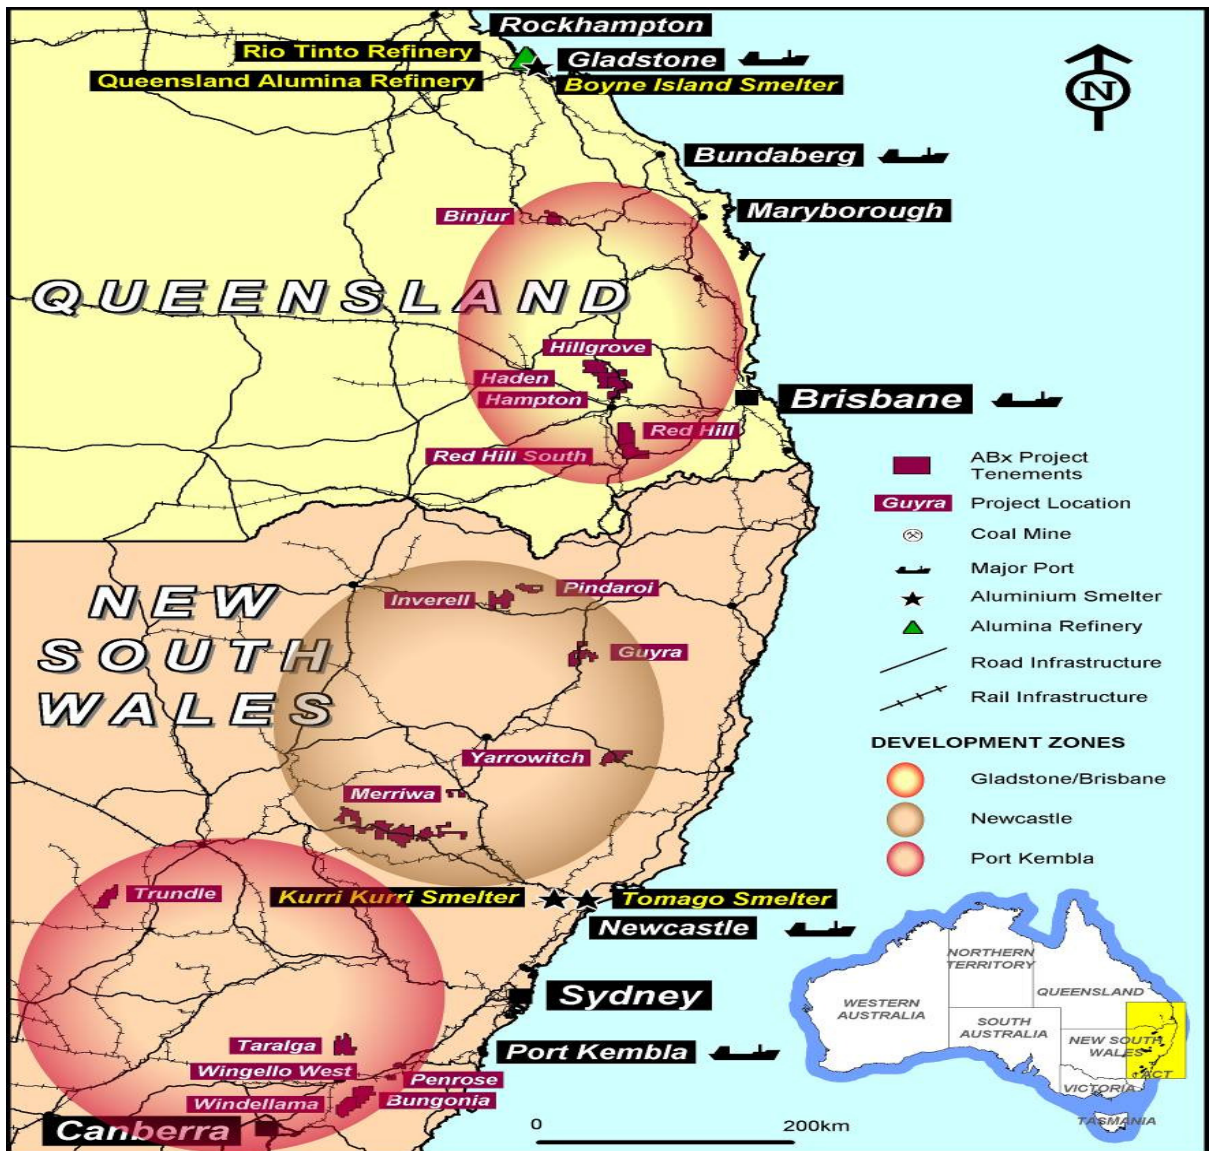 Rockhampton
Rio Tinto Refinery
Gladstone
Queensland Alumina Refinery
Boyne Island Smelter
N
Bundaberg
Binjur
Maryborough
QUEENSLAND
Hillgrove
Haden
Hampton
Brisbane
Red Hill
Red Hill South
ABx Project
Tenements
Guyra
Project Location
Coal Mine
Major Port
Aluminium Smelter
Alumina Refinery
Road Infrastructure
Rail Infrastructure
DEVELOPMENT ZONES
Gladstone/Brisbane
Newcastle
Port Kembla
NEW
SOUTH
WALES
Pindaroi
Inverell
Guyra
Yarrowitch
Merriwa
Trundle
Kurri Kurri Smelter
Tomago Smelter
Newcastle
Sydney
Port Kembla
Taralga
Wingello West
Penrose
Windellama
Bungonia
Canberra
0
200km
NORTHERN
TERRITORY
QUEENSLAND
WESTERN
AUSTRALIA
SOUTH
AUSTRALIA
NEW SOUTH
WALES
ACT
VICTORIA
TASMANIA